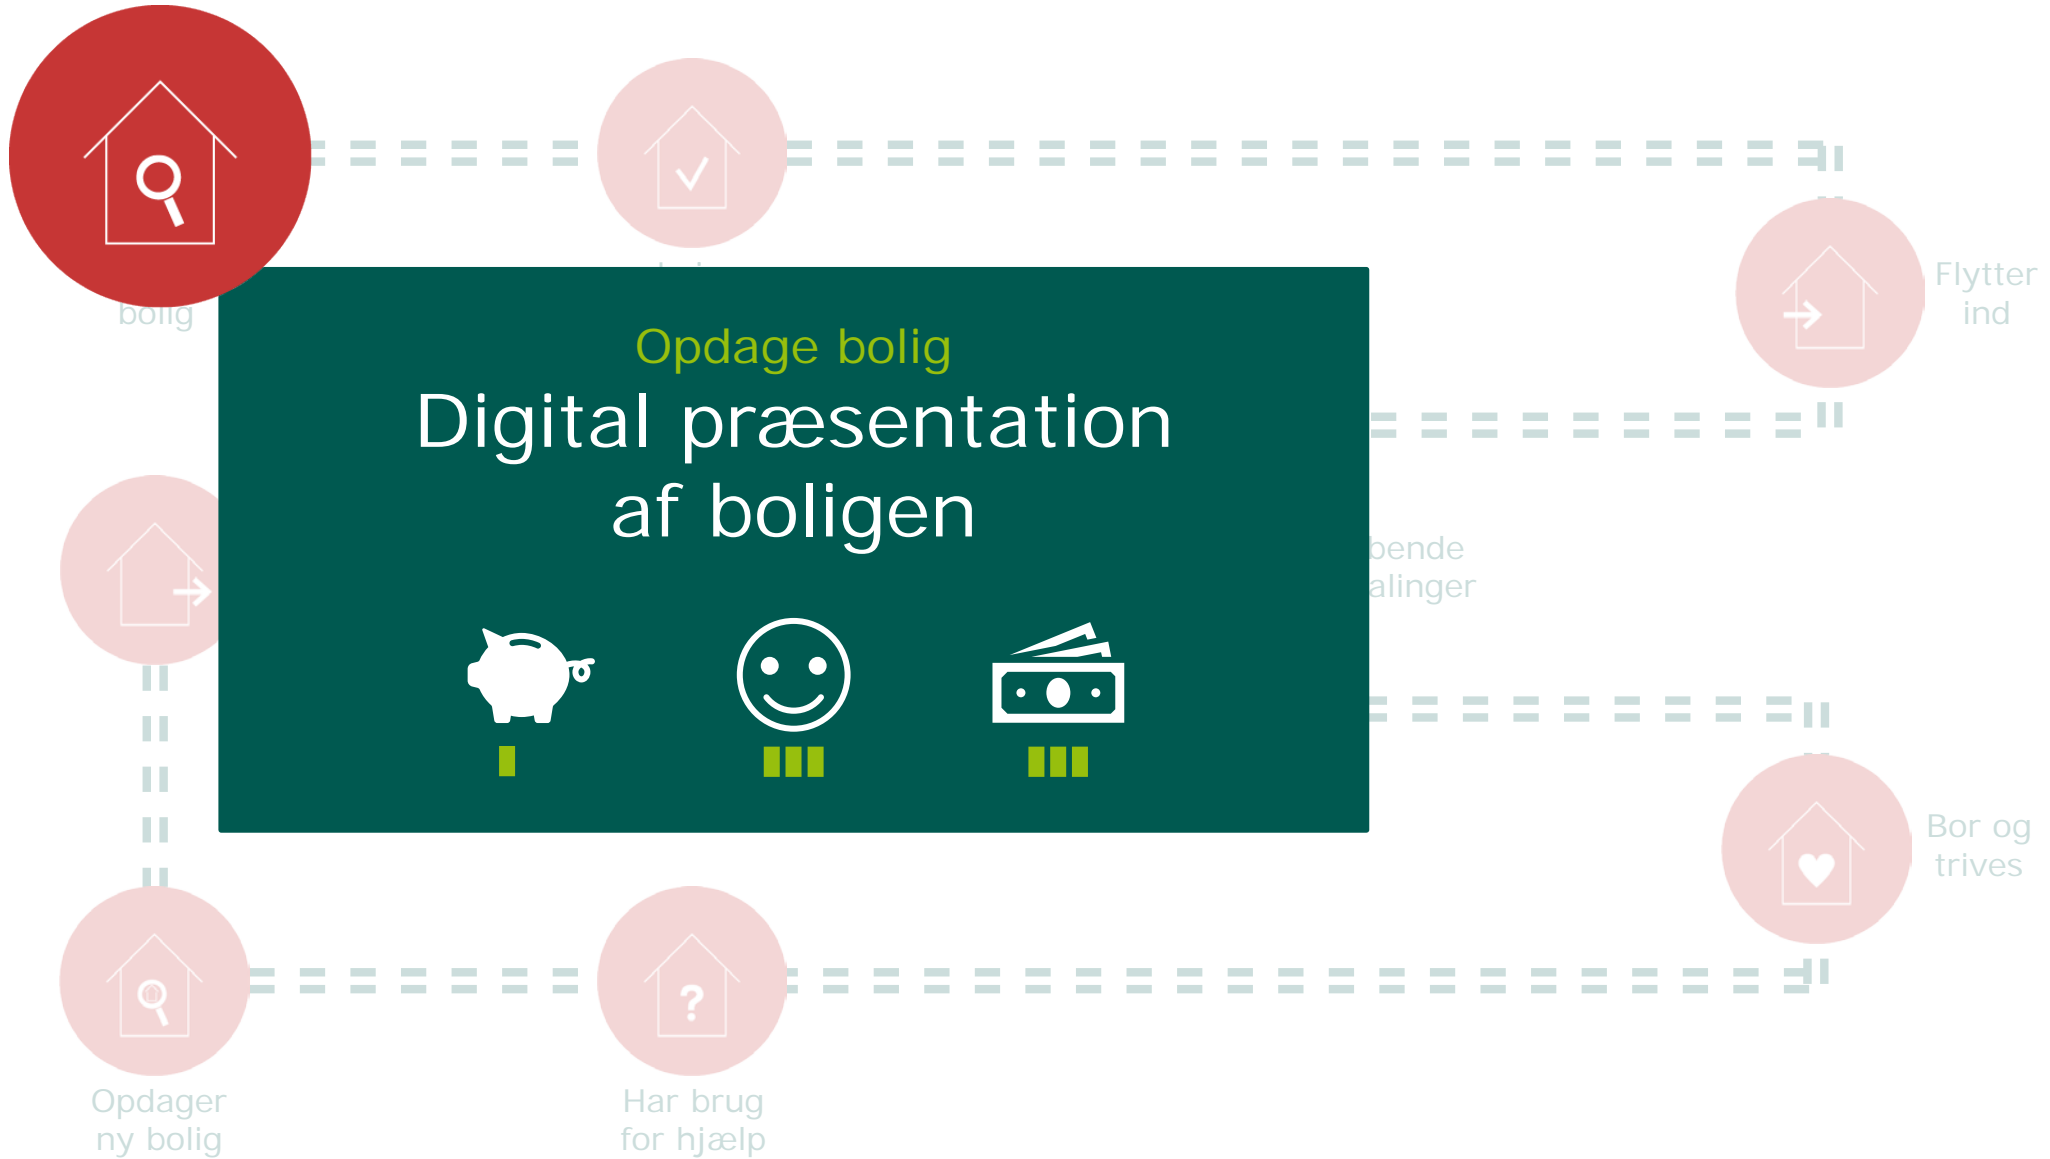 bolig
Flytter
ind
Opdage bolig
Digital præsentation
af boligen
bende
alinger
Bor og
trives
?
Opdager
ny bolig
Har brug
for hjælp